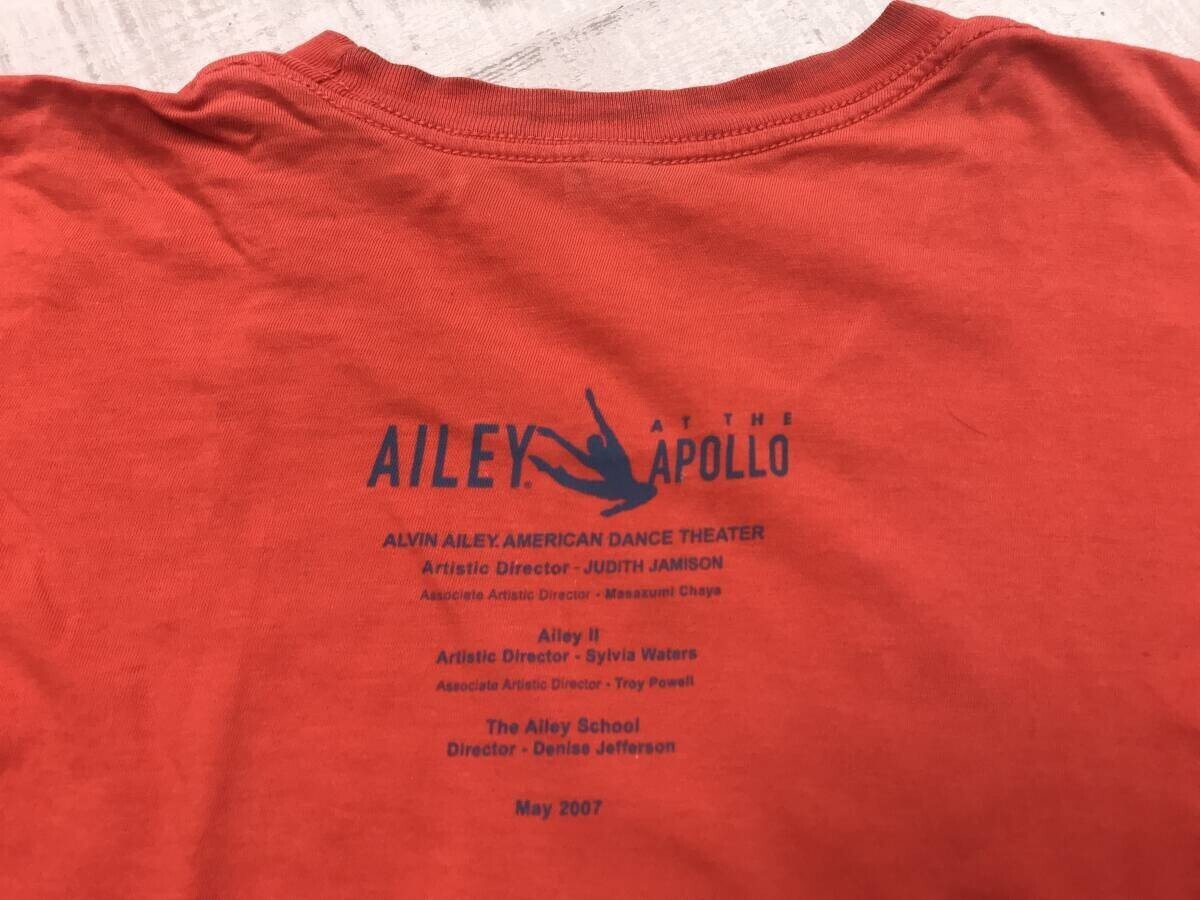 AILEY® AT THE APOLLO
ALVIN AILEY. AMERICAN DANCE THEATER
Artistic Director - JUDITH JAMISON
Associate Artistic Director - Masazumi Chaya
Ailey II
Artistic Director - Sylvia Waters
Associate Artistic Director - Troy Powell
The Ailey School
Director - Denise Jefferson
May 2007